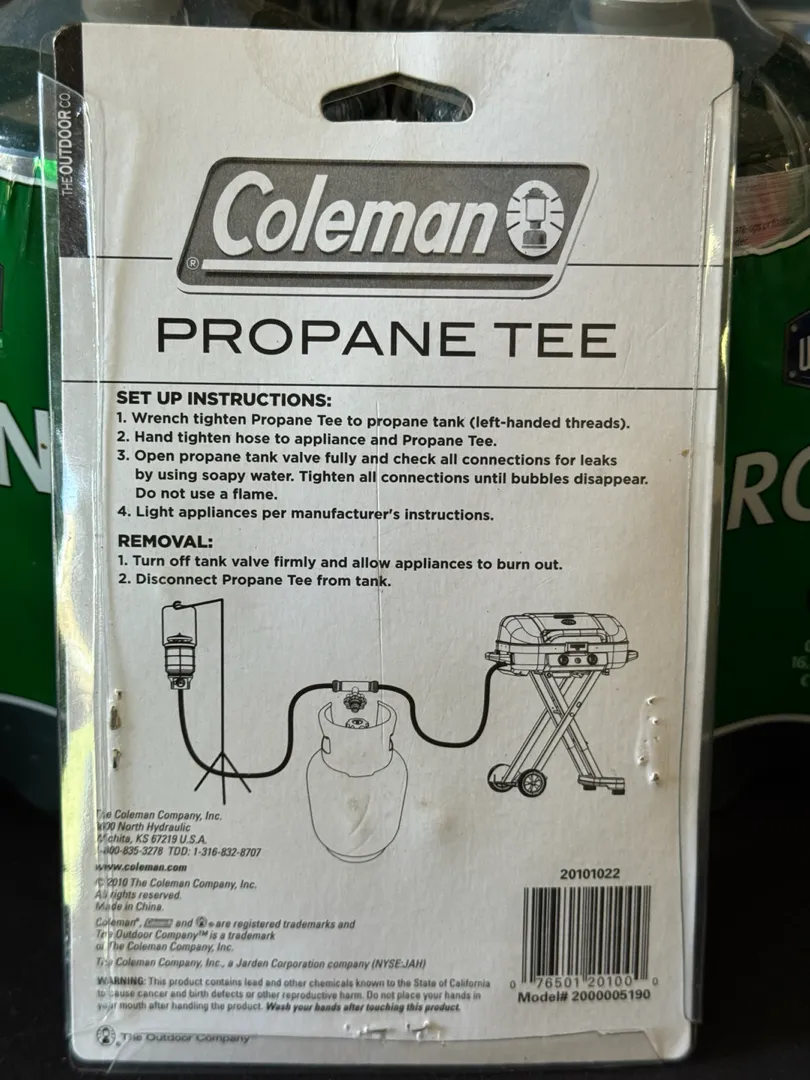 THE OUTDOOR CO.
Coleman
®
PROPANE TEE
SET UP INSTRUCTIONS:
1. Wrench tighten Propane Tee to propane tank (left-handed threads).
2. Hand tighten hose to appliance and Propane Tee.
3. Open propane tank valve fully and check all connections for leaks
by using soapy water. Tighten all connections until bubbles disappear.
Do not use a flame.
4. Light appliances per manufacturer's instructions.
REMOVAL:
1. Turn off tank valve firmly and allow appliances to burn out.
2. Disconnect Propane Tee from tank.
The Coleman Company, Inc.
North Hydraulic
Wichita, KS 67219 U.S.A.
1-800-835-3278 TDD: 1-316-832-8707
www.coleman.com
© 2010 The Coleman Company, Inc.
All rights reserved.
Made in China.
Coleman®, Coleman and ® are registered trademarks and
The Outdoor Company™ is a trademark
of The Coleman Company, Inc.
The Coleman Company, Inc., a Jarden Corporation company (NYSE:JAH)
WARNING: This product contains lead and other chemicals known to the State of California
to cause cancer and birth defects or other reproductive harm. Do not place your hands in
your mouth after handling the product. Wash your hands after touching this product.
® The Outdoor Company
20101022
0 76501 20100 0
Model# 2000005190
N
RO